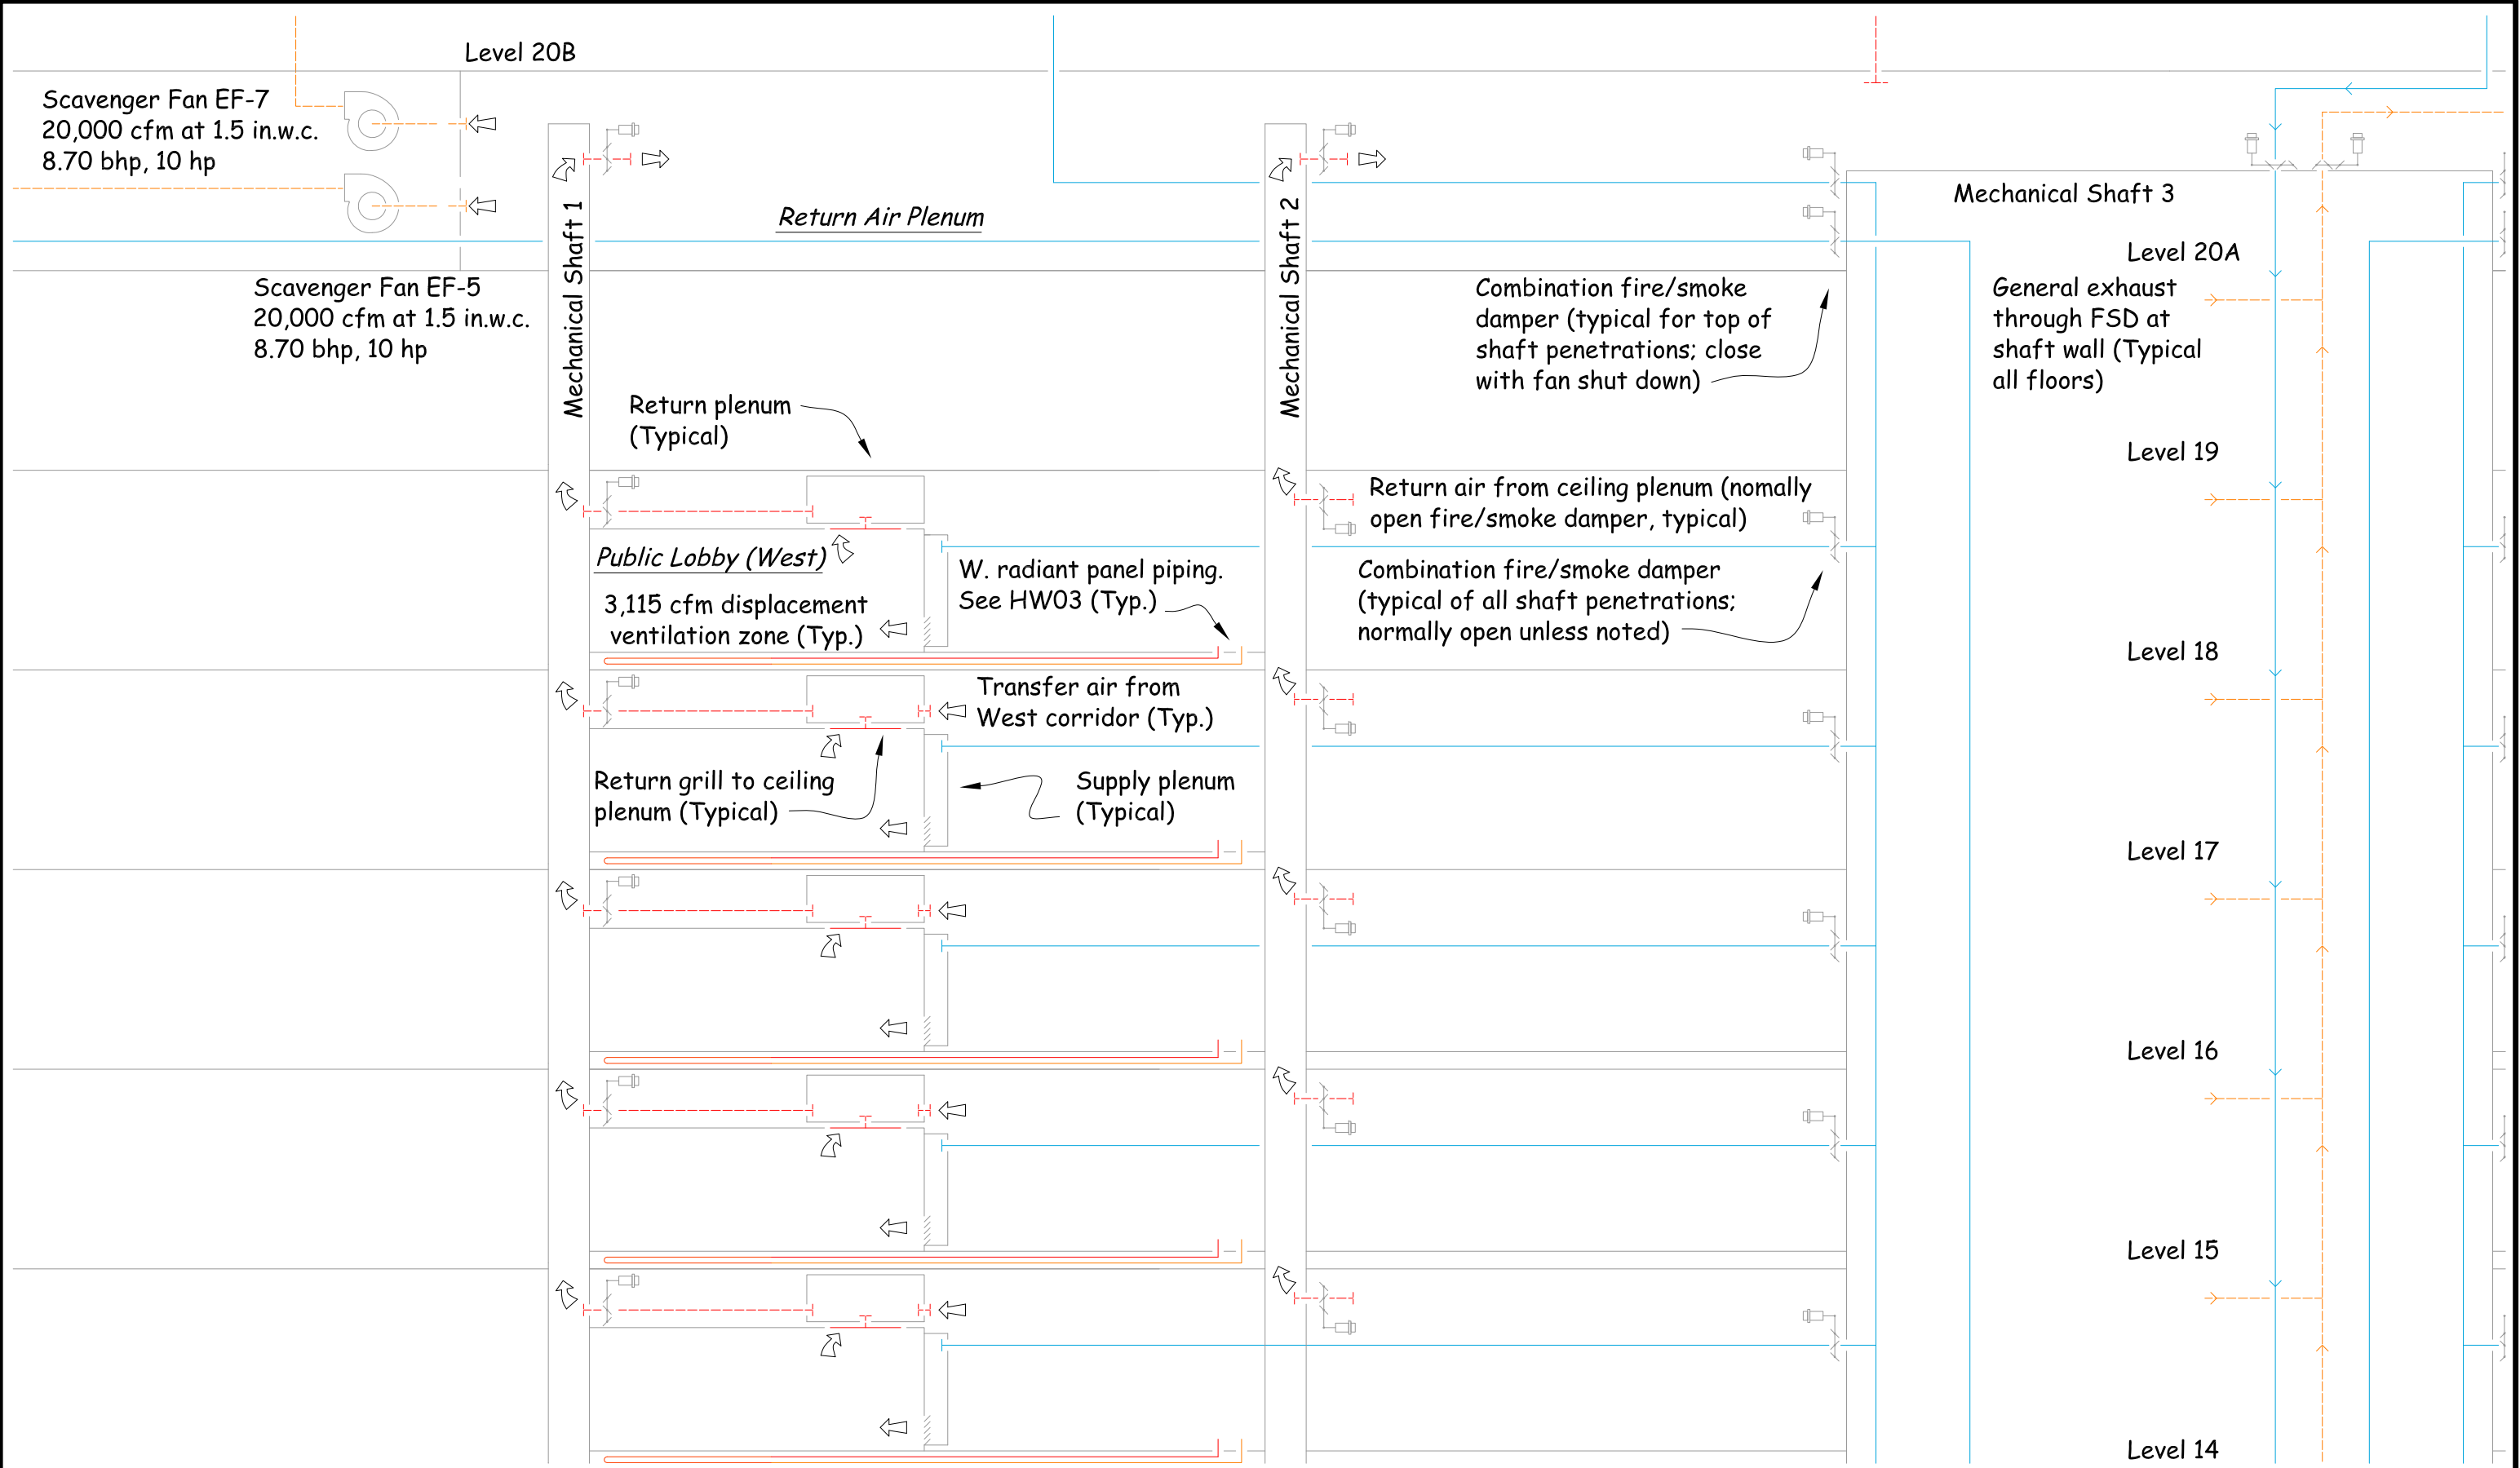 Level 20B
Scavenger Fan EF-7
20,000 cfm at 1.5 in.w.c.
8.70 bhp, 10 hp
Mechanical Shaft 1
Return Air Plenum
Mechanical Shaft 2
Mechanical Shaft 3
Level 20A
Scavenger Fan EF-5
20,000 cfm at 1.5 in.w.c.
8.70 bhp, 10 hp
Combination fire/smoke
damper (typical for top of
shaft penetrations; close
with fan shut down)
General exhaust
through FSD at
shaft wall (Typical
all floors)
Return plenum
(Typical)
Level 19
Return air from ceiling plenum (nomally
open fire/smoke damper, typical)
Public Lobby (West)
3,115 cfm displacement
ventilation zone (Typ.)
W. radiant panel piping.
See HW03 (Typ.)
Combination fire/smoke damper
(typical of all shaft penetrations;
normally open unless noted)
Level 18
Transfer air from
West corridor (Typ.)
Return grill to ceiling
plenum (Typical)
Supply plenum
(Typical)
Level 17
Level 16
Level 15
Level 14